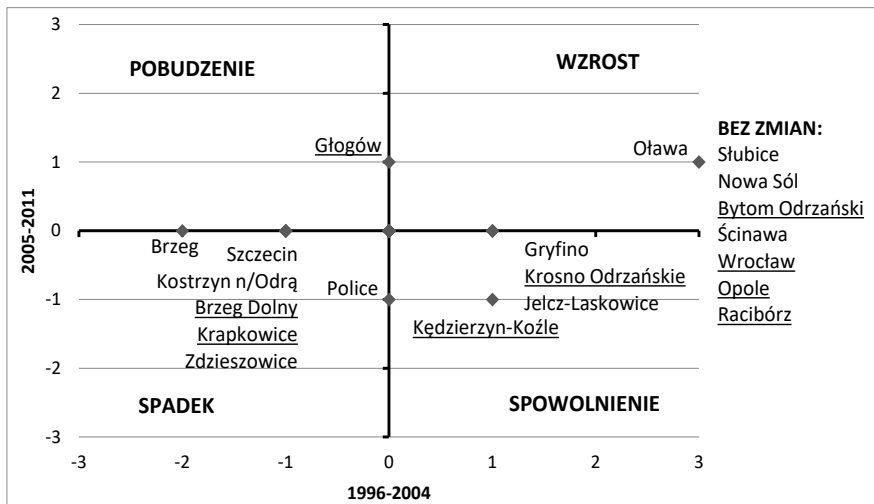 3
2
1
0
-1
-2
-3
2005-2011
POBUDZENIE
WZROST
Głogów
Oława
Brzeg
Szczecin
Kostrzyn n/Odrą
Brzeg Dolny
Krapkowice
Zdzieszowice
Police
Gryfino
Krosno Odrzańskie
Jelcz-Laskowice
Kędzierzyn-Koźle
SPADEK
SPOWOLNIENIE
-3 -2 -1 0 1 2 3
1996-2004
BEZ ZMIAN:
Słubice
Nowa Sól
Bytom Odrzański
Ścinawa
Wrocław
Opole
Racibórz